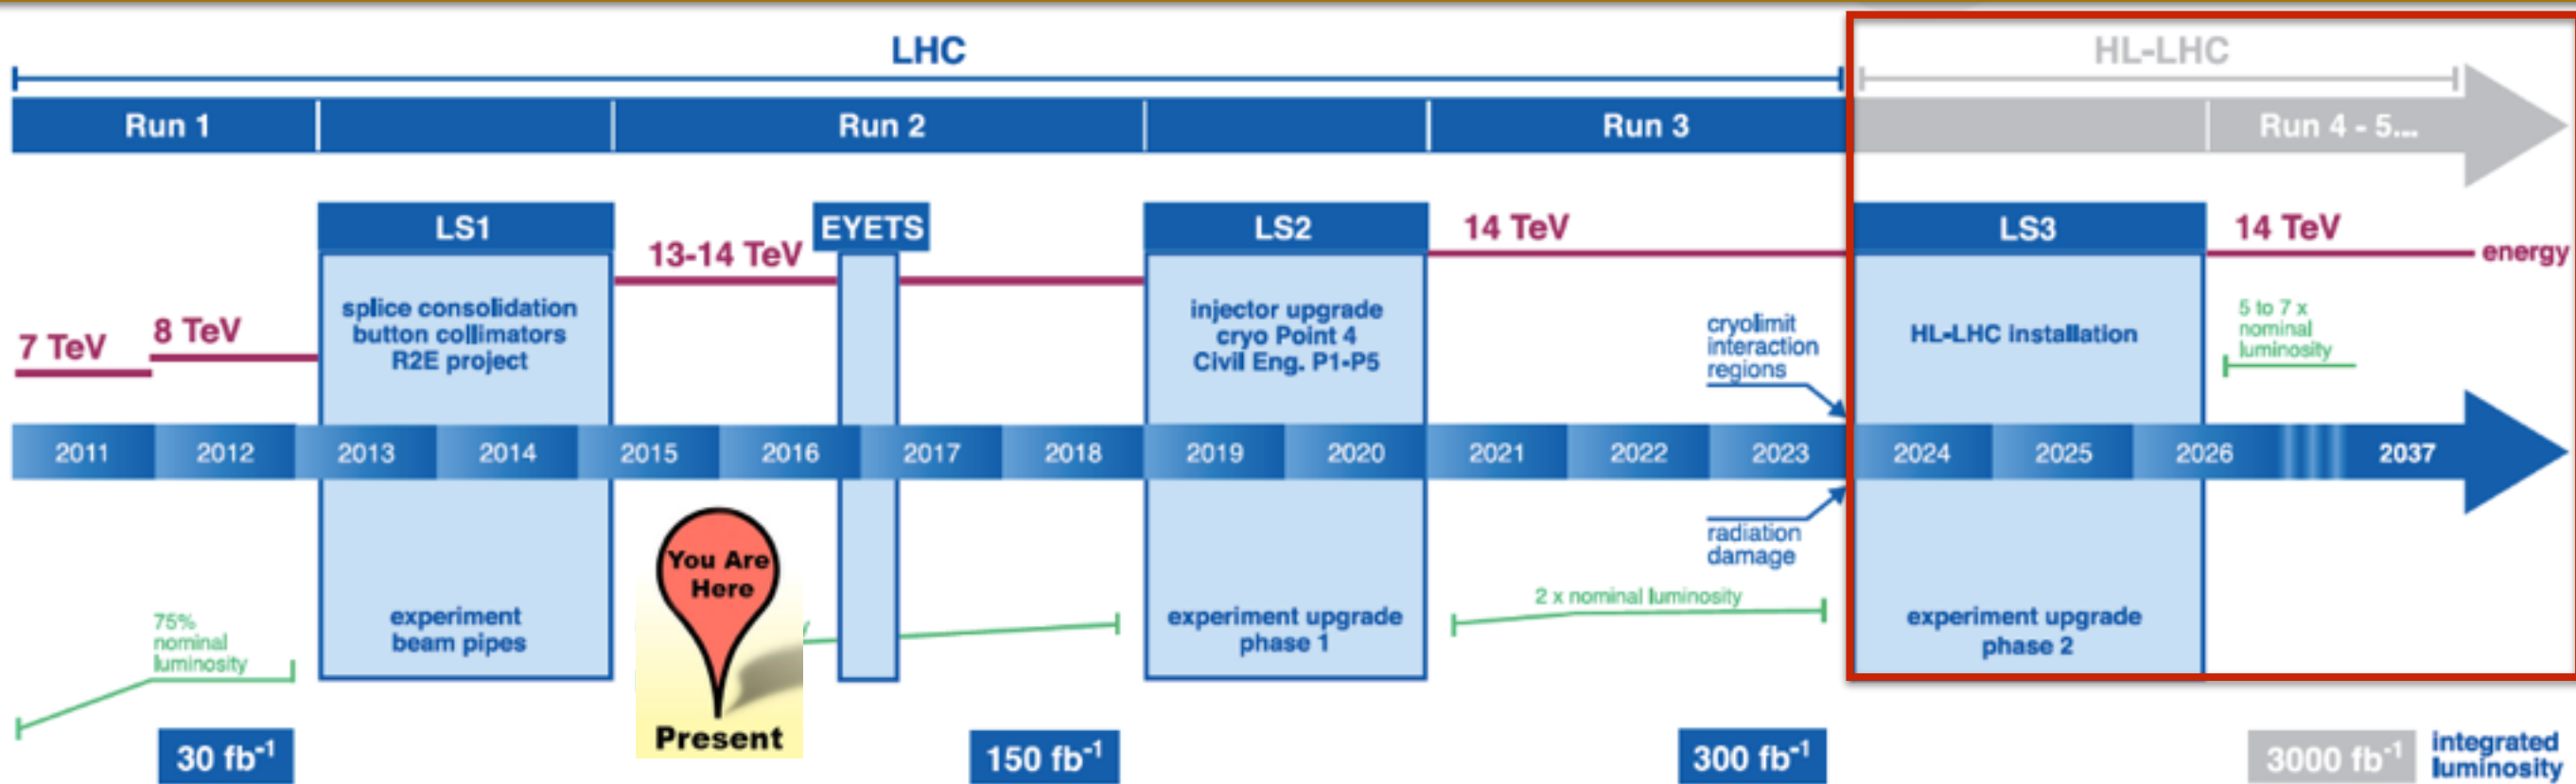 LHC
HL-LHC
Run 1
Run 2
Run 3
Run 4 - 5...
LS1
EYETS
LS2
LS3
7 TeV
8 TeV
13-14 TeV
14 TeV
14 TeV
energy
splice consolidation
button collimators
R2E project
injector upgrade
cryo Point 4
Civil Eng. P1-P5
cryolimit
interaction
regions
HL-LHC installation
5 to 7 x
nominal
luminosity
2011
2012
2013
2014
2015
2016
2017
2018
2019
2020
2021
2022
2023
2024
2025
2026
2037
radiation
damage
75%
nominal
luminosity
experiment
beam pipes
You Are
Here
Present
experiment upgrade
phase 1
2 x nominal luminosity
experiment upgrade
phase 2
30 fb⁻¹
150 fb⁻¹
300 fb⁻¹
3000 fb⁻¹
integrated
luminosity